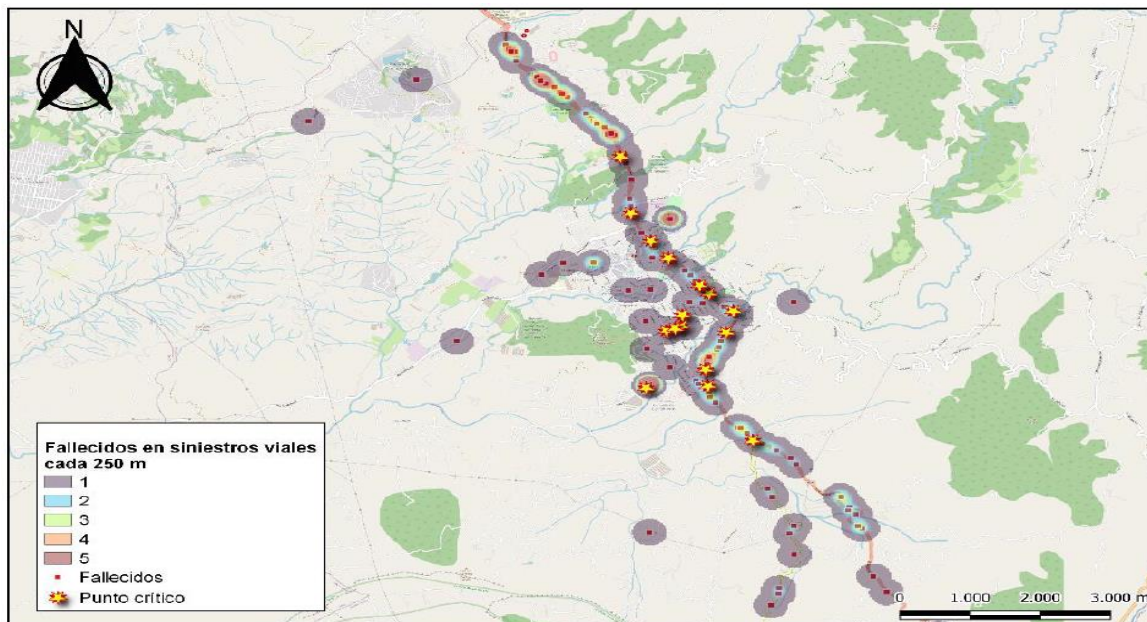 N
Fallecidos en siniestros viales
cada 250 m
1
2
3
4
5
Fallecidos
Punto crítico
0 1.000 2.000 3.000 m